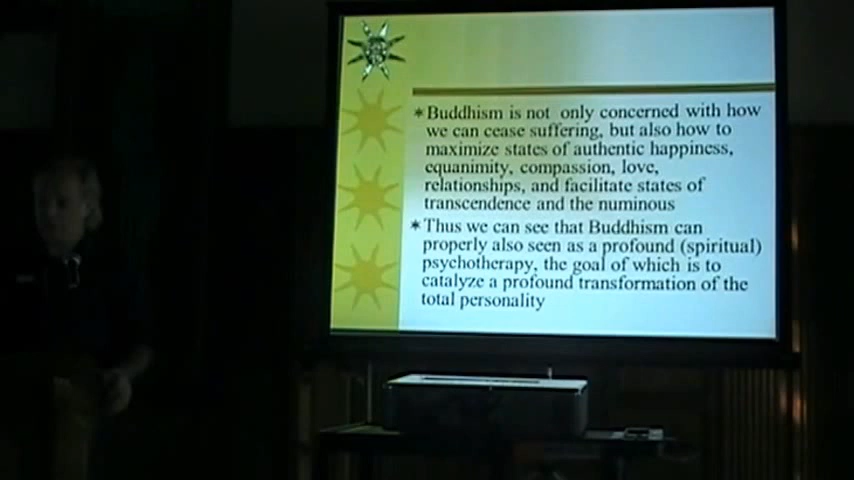 ✶Buddhism is not only concerned with how
we can cease suffering, but also how to
maximize states of authentic happiness,
equanimity, compassion, love,
relationships, and facilitate states of
transcendence and the numinous
✶Thus we can see that Buddhism can
properly also seen as a profound (spiritual)
psychotherapy, the goal of which is to
catalyze a profound transformation of the
total personality